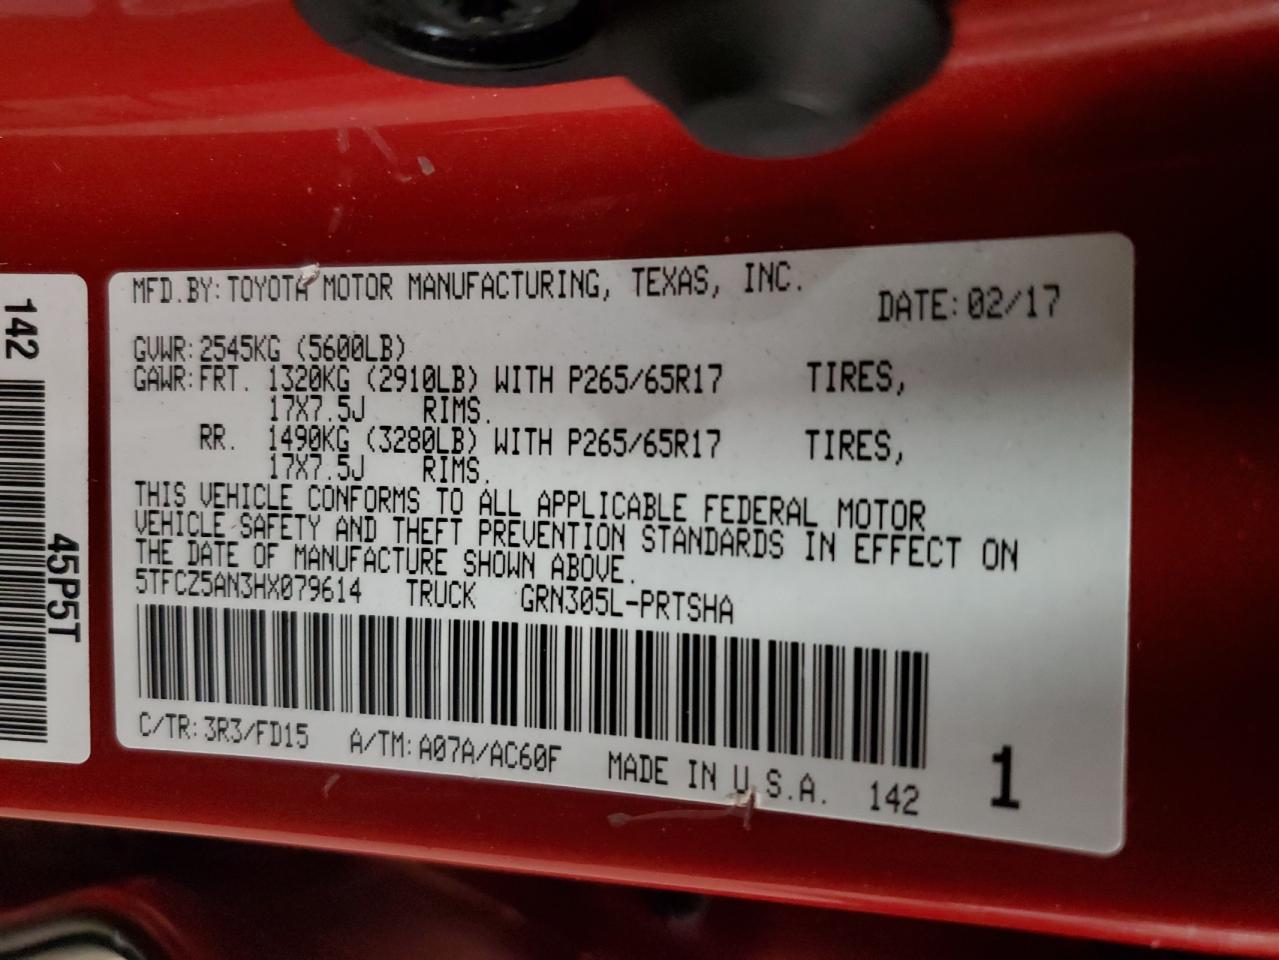 MFD.BY:TOYOTA MOTOR MANUFACTURING, TEXAS, INC. DATE:02/17
GVWR:2545KG (5600LB)
GAWR:FRT. 1320KG (2910LB) WITH P265/65R17 TIRES,
17X7.5J RIMS.
RR. 1490KG (3280LB) WITH P265/65R17 TIRES,
17X7.5J RIMS.
THIS VEHICLE CONFORMS TO ALL APPLICABLE FEDERAL MOTOR
VEHICLE SAFETY AND THEFT PREVENTION STANDARDS IN EFFECT ON
THE DATE OF MANUFACTURE SHOWN ABOVE.
5TFCZ5AN3HX079614 TRUCK GRN305L-PRTSHA
C/TR:3R3/FD15 A/TM:A07A/AC60F MADE IN U.S.A. 142 1
142
45P5T